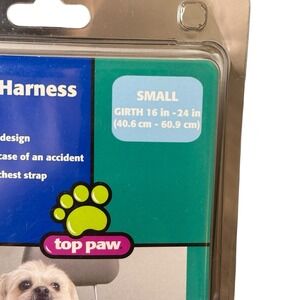 Harness
SMALL
GIRTH 16 in -24 in
(40.6 cm - 60.9 cm)
design
case of an accident
chest strap
top paw